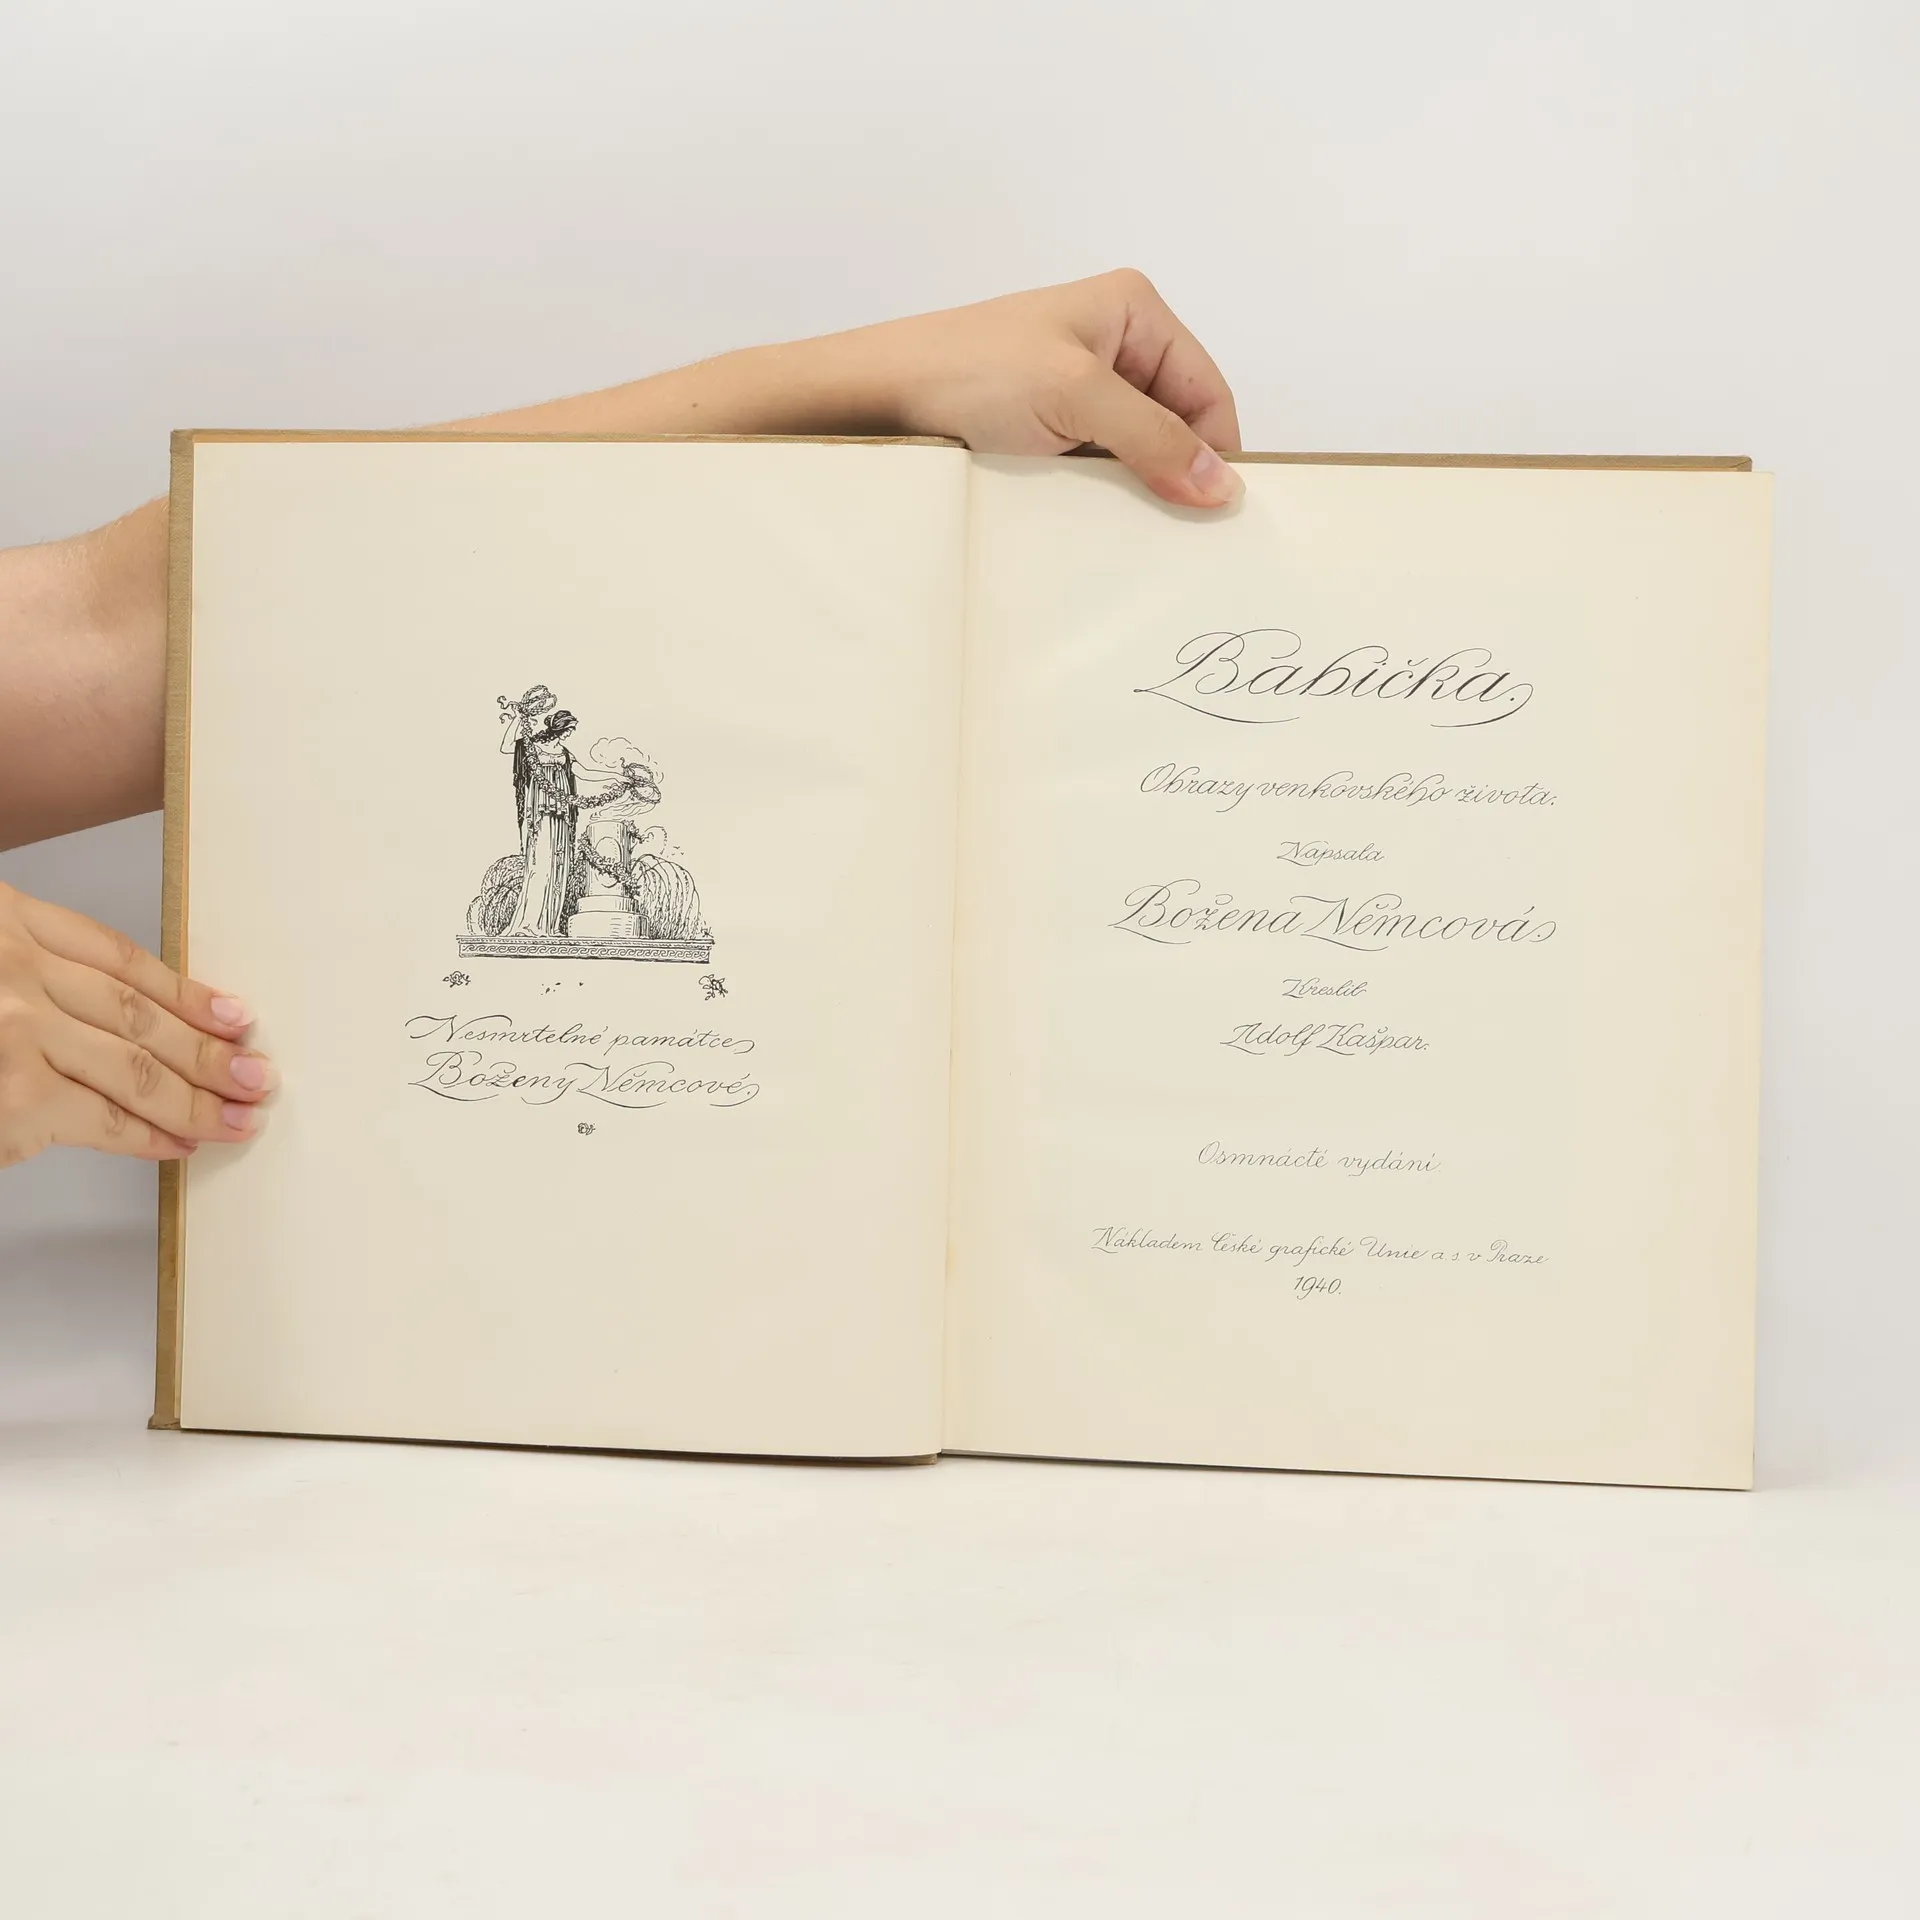 Nesmrtelné památce
Boženy Němcové.
Babička.
Obrazy venkovského života.
Napsala
Božena Němcová.
Kreslil
Adolf Kašpar.
Osmnácté vydání
Nákladem České grafické Unie a. s. v Praze
1940.